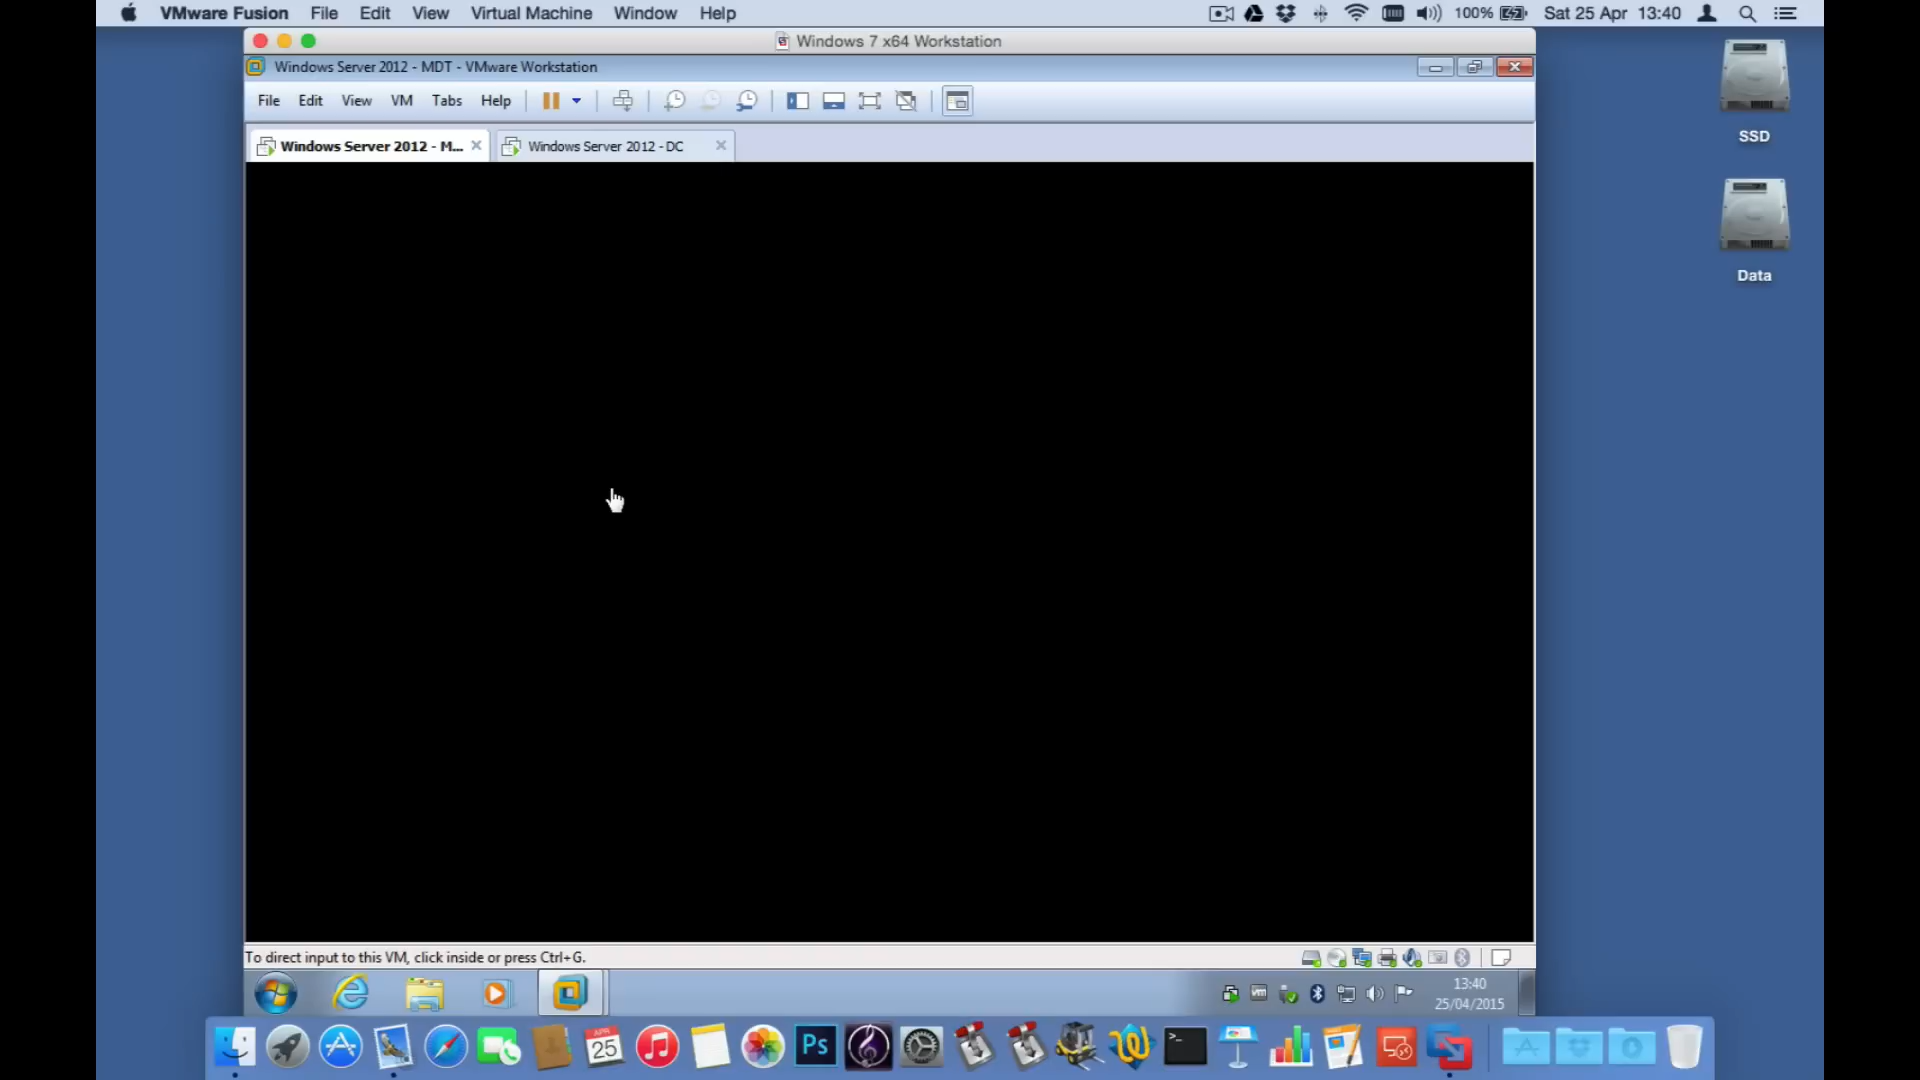 VMware Fusion File Edit View Virtual Machine Window Help 100% Sat 25 Apr 13:40
Windows 7 x64 Workstation
Windows Server 2012 - MDT - VMware Workstation
File Edit View VM Tabs Help
Windows Server 2012 - M... Windows Server 2012 - DC
SSD
Data
To direct input to this VM, click inside or press Ctrl+G.
13:40
25/04/2015
APR
25
Ps